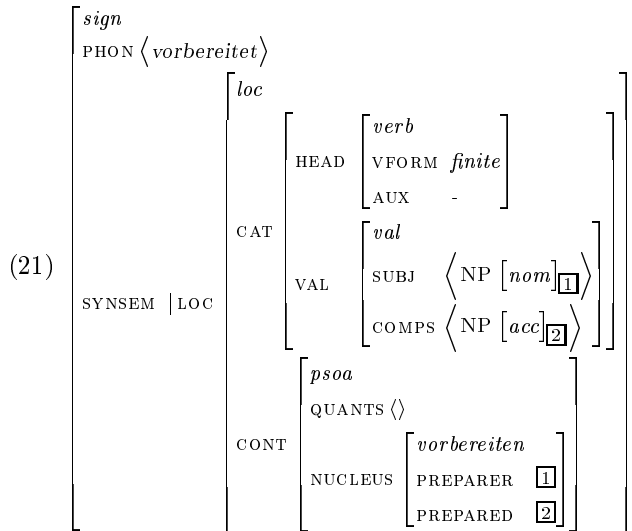 sign
PHON ⟨vorbereitet⟩
loc
verb
HEAD VFORM finite
AUX -
CAT
val
(21) SUBJ ⟨NP [nom] 1⟩
VAL
SYNSEM | LOC
COMPS ⟨NP [acc] 2⟩
psoa
QUANTS ⟨⟩
CONT
vorbereiten
NUCLEUS PREPARER 1
PREPARED 2